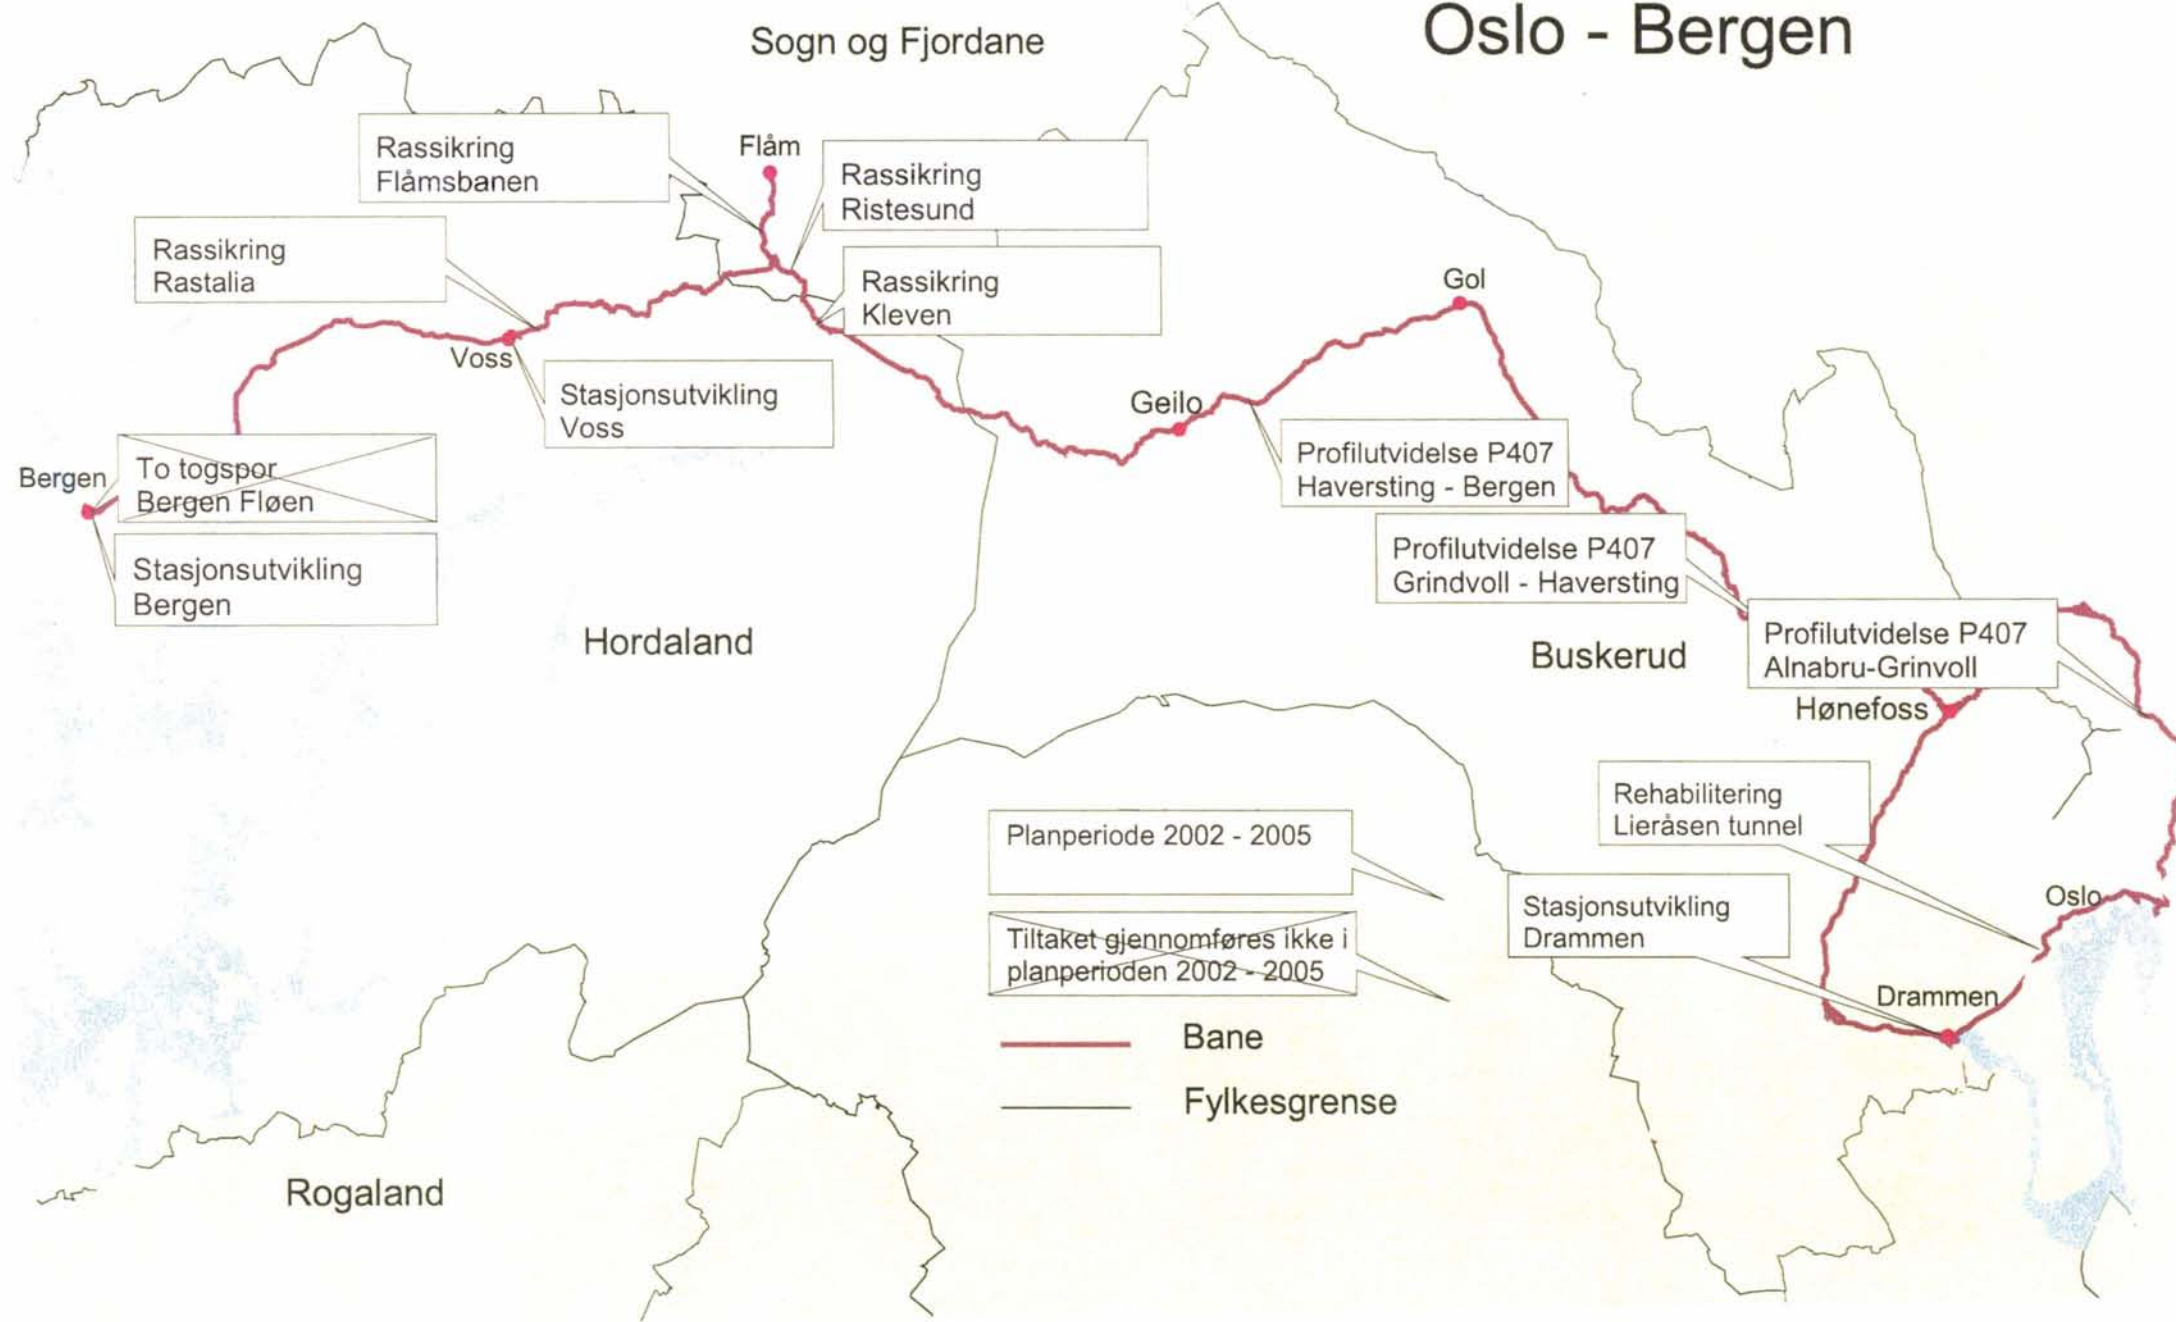 Oslo - Bergen
Sogn og Fjordane
Rassikring
Flåmsbanen
Flåm
Rassikring
Ristesund
Rassikring
Rastalia
Rassikring
Kleven
Gol
Voss
Stasjonsutvikling
Voss
Geilo
Bergen
To togspor
Bergen Fløen
Profilutvidelse P407
Haversting - Bergen
Stasjonsutvikling
Bergen
Profilutvidelse P407
Grindvoll - Haversting
Hordaland
Buskerud
Profilutvidelse P407
Alnabru-Grinvoll
Hønefoss
Rehabilitering
Lieråsen tunnel
Planperiode 2002 - 2005
Oslo
Stasjonsutvikling
Drammen
Tiltaket gjennomføres ikke i
planperioden 2002 - 2005
Drammen
Bane
Fylkesgrense
Rogaland